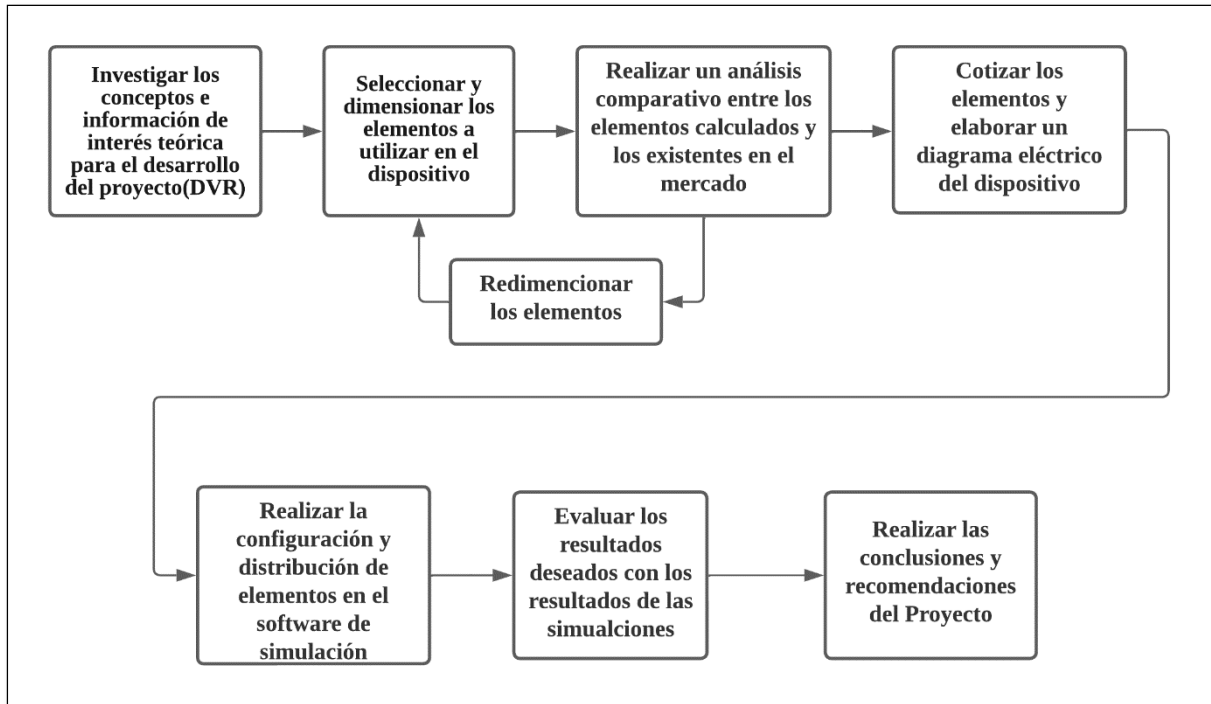 Investigar los
conceptos e
información de
interés teórica
para el desarrollo
del proyecto(DVR)
Seleccionar y
dimensionar los
elementos a
utilizar en el
dispositivo
Realizar un análisis
comparativo entre los
elementos calculados y
los existentes en el
mercado
Cotizar los
elementos y
elaborar un
diagrama eléctrico
del dispositivo
Redimencionar
los elementos
Realizar la
configuración y
distribución de
elementos en el
software de
simulación
Evaluar los
resultados
deseados con los
resultados de las
simualciones
Realizar las
conclusiones y
recomendaciones
del Proyecto